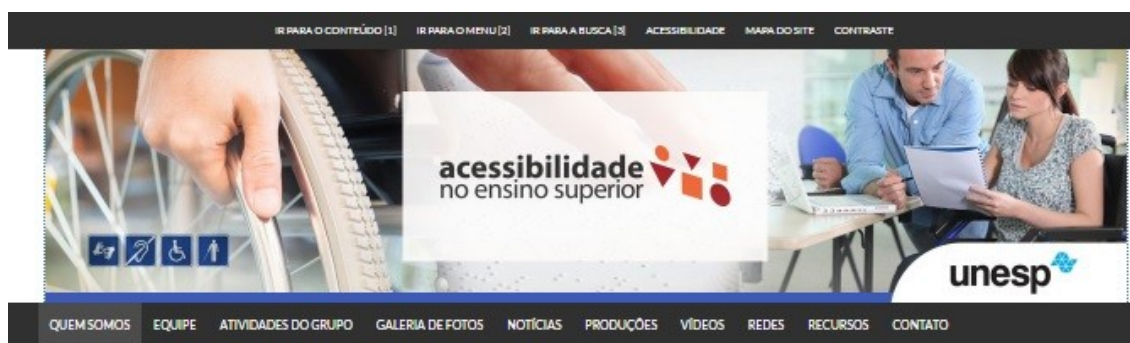 IR PARA O CONTEÚDO [1] IR PARA O MENU [2] IR PARA A BUSCA [3] ACESSIBILIDADE MAPA DO SITE CONTRASTE
acessibilidade
no ensino superior
unesp
QUEM SOMOS EQUIPE ATIVIDADES DO GRUPO GALERIA DE FOTOS NOTÍCIAS PRODUÇÕES VÍDEOS REDES RECURSOS CONTATO